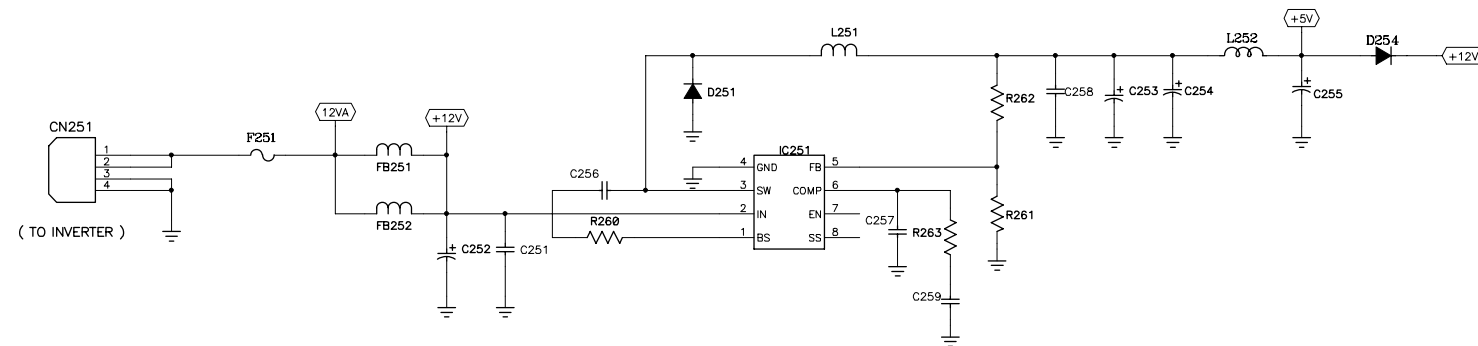 +5V
L251
L252
D254
+12V
D251
R262
C258
+ C253
+ C254
+ C255
12VA
+12V
CN251
F251
1
2
3
4
FB251
FB252
( TO INVERTER )
+ C252
C251
C256
R260
IC251
4 GND FB 5
3 SW COMP 6
2 IN EN 7
1 BS SS 8
C257
R263
R261
C259